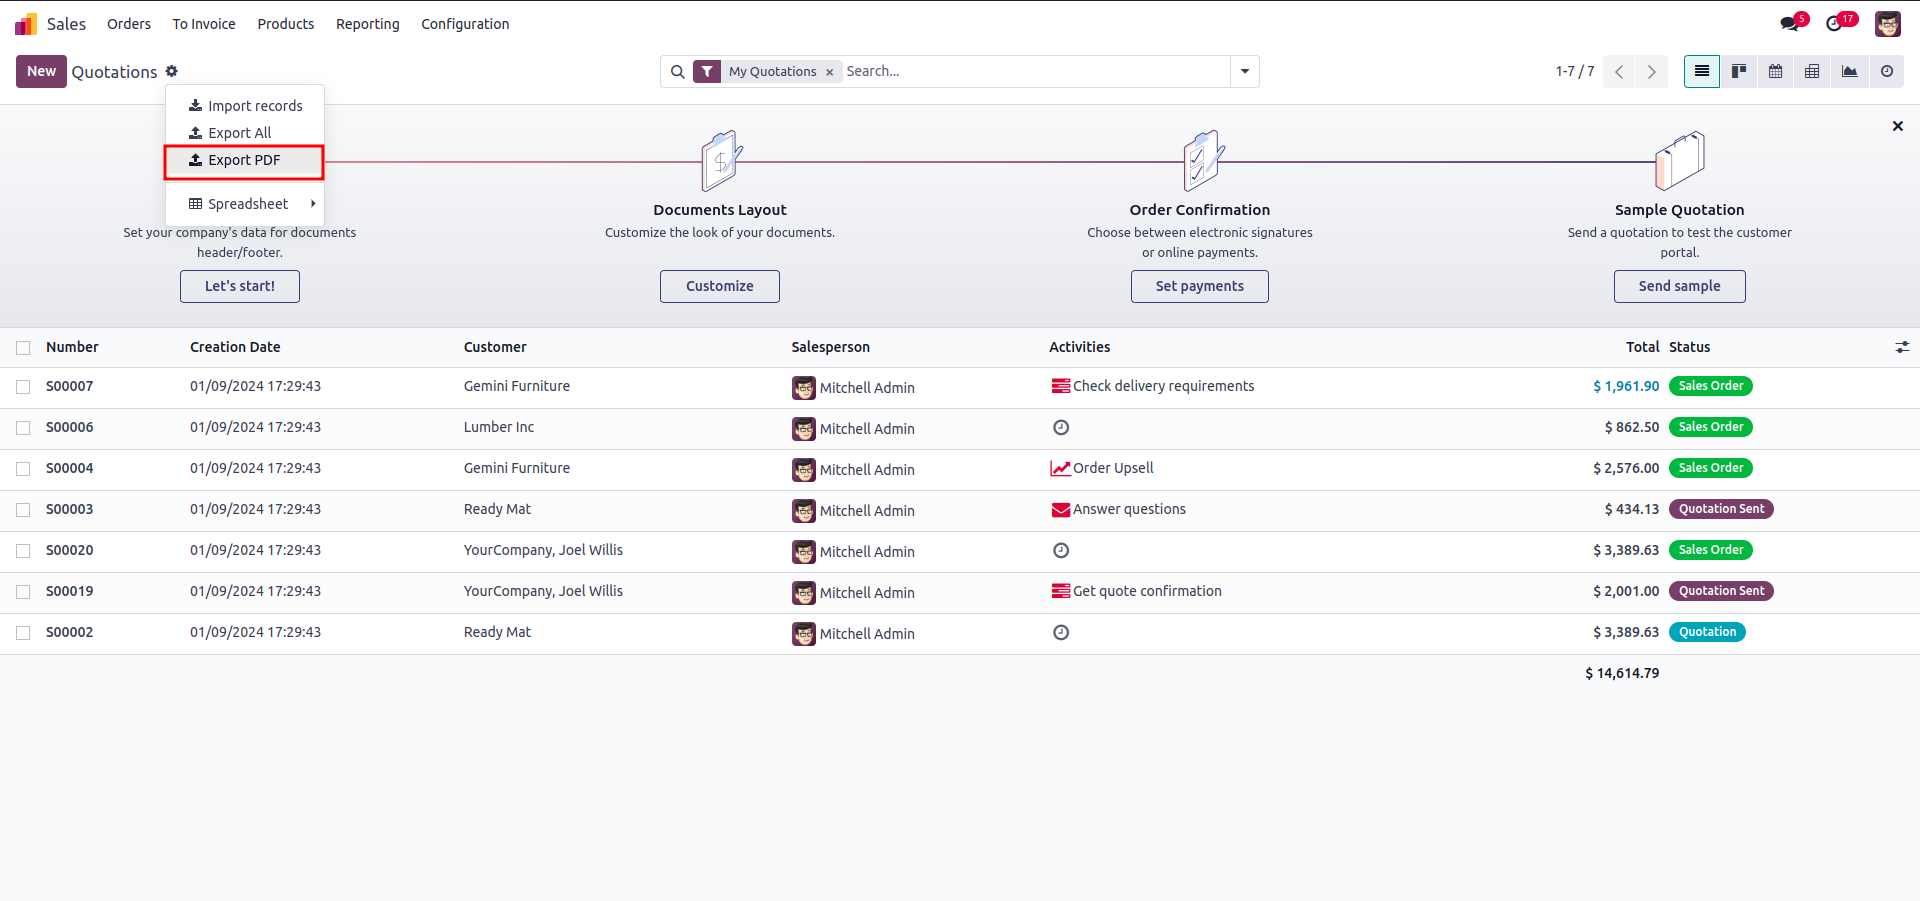 Sales Orders To Invoice Products Reporting Configuration 5 17
New Quotations My Quotations × Search... 1-7 / 7
Import records
Export All
Export PDF
Spreadsheet
Set your company's data for documents
header/footer.
Let's start!
Documents Layout
Customize the look of your documents.
Customize
Order Confirmation
Choose between electronic signatures
or online payments.
Set payments
Sample Quotation
Send a quotation to test the customer
portal.
Send sample
Number Creation Date Customer Salesperson Activities Total Status
S00007 01/09/2024 17:29:43 Gemini Furniture Mitchell Admin Check delivery requirements $ 1,961.90 Sales Order
S00006 01/09/2024 17:29:43 Lumber Inc Mitchell Admin $ 862.50 Sales Order
S00004 01/09/2024 17:29:43 Gemini Furniture Mitchell Admin Order Upsell $ 2,576.00 Sales Order
S00003 01/09/2024 17:29:43 Ready Mat Mitchell Admin Answer questions $ 434.13 Quotation Sent
S00020 01/09/2024 17:29:43 YourCompany, Joel Willis Mitchell Admin $ 3,389.63 Sales Order
S00019 01/09/2024 17:29:43 YourCompany, Joel Willis Mitchell Admin Get quote confirmation $ 2,001.00 Quotation Sent
S00002 01/09/2024 17:29:43 Ready Mat Mitchell Admin $ 3,389.63 Quotation
$ 14,614.79